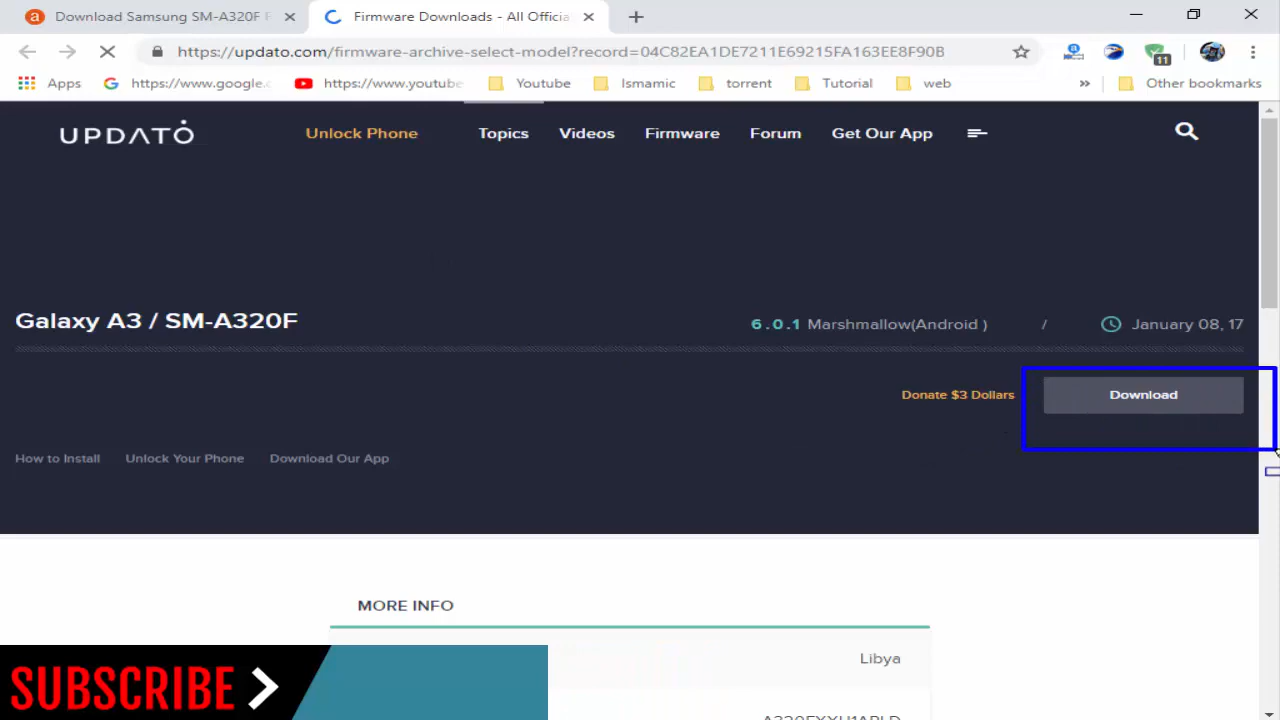 Download Samsung SM-A320F F
Firmware Downloads - All Officia
https://updato.com/firmware-archive-select-model?record=04C82EA1DE7211E69215FA163EE8F90B
11
Apps
https://www.google.c
https://www.youtube
Youtube
Ismamic
torrent
Tutorial
web
»
Other bookmarks
UPDATO
Unlock Phone
Topics
Videos
Firmware
Forum
Get Our App
Galaxy A3 / SM-A320F
6.0.1 Marshmallow(Android )
/
January 08, 17
Donate $3 Dollars
Download
How to Install
Unlock Your Phone
Download Our App
MORE INFO
Libya
SUBSCRIBE